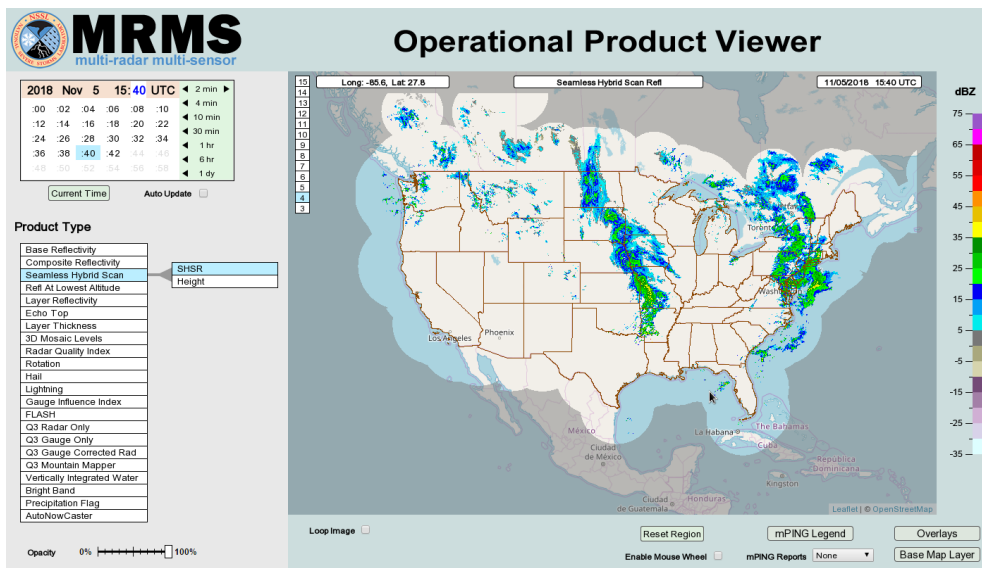 NSSL
MRMS
multi-radar multi-sensor
Operational Product Viewer
2018 Nov 5 15:40 UTC
2 min
:00 :02 :04 :06 :08 :10
4 min
:12 :14 :16 :18 :20 :22
10 min
:24 :26 :28 :30 :32 :34
30 min
:36 :38 :40 :42 :44 :46
1 hr
6 hr
:48 :50 :52 :54 :56 :58
1 dy
Current Time
Auto Update
Product Type
Base Reflectivity
Composite Reflectivity
Seamless Hybrid Scan
Refl At Lowest Altitude
Layer Reflectivity
Echo Top
Layer Thickness
3D Mosaic Levels
Radar Quality Index
Rotation
Hail
Lightning
Gauge Influence Index
FLASH
Q3 Radar Only
Q3 Gauge Only
Q3 Gauge Corrected Rad
Q3 Mountain Mapper
Vertically Integrated Water
Bright Band
Precipitation Flag
AutoNowCaster
SHSR
Height
Opacity 0% 100%
15
14
13
12
11
10
9
8
7
6
5
4
3
Long: -85.6, Lat: 27.8
Seamless Hybrid Scan Refl
11/05/2018 15:40 UTC
Los Angeles
Phoenix
México
Ciudad
de México
La Habana
The Bahamas
Cuba
República
Dominicana
Kingston
Honduras
Ciudad
de Guatemala
Leaflet | © OpenStreetMap
dBZ
75
65
55
45
35
25
15
5
-5
-15
-25
-35
Loop Image
Reset Region
mPING Legend
Overlays
Enable Mouse Wheel
mPING Reports
None
Base Map Layer